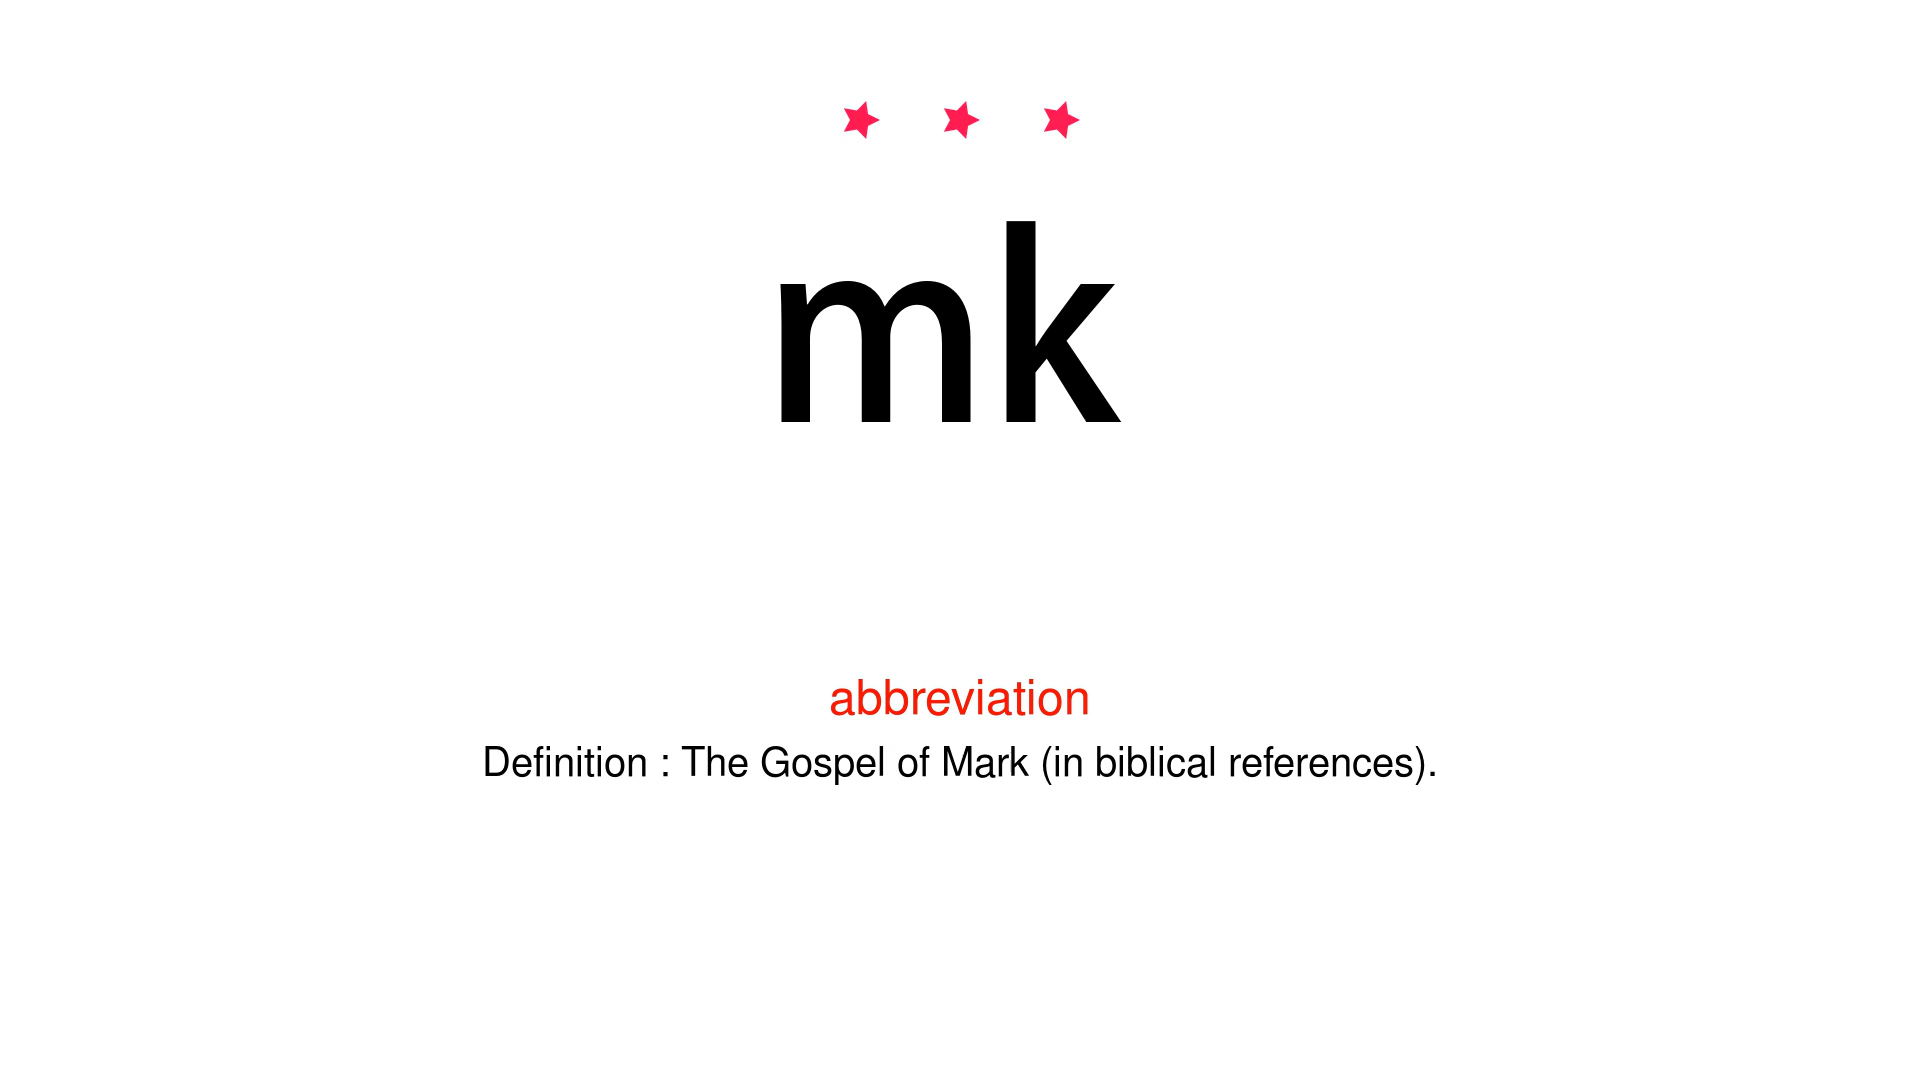 mk
abbreviation
Definition : The Gospel of Mark (in biblical references).